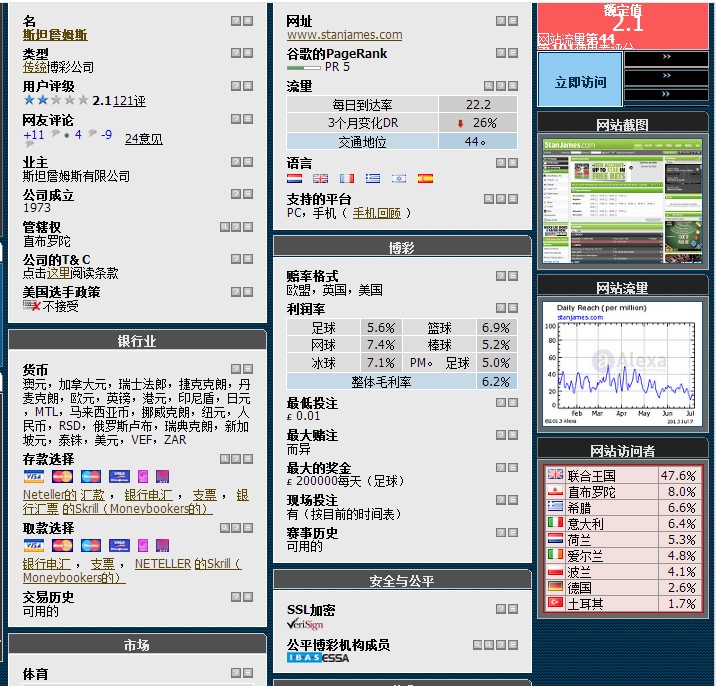 名
斯坦詹姆斯
类型
传统博彩公司
用户评级
2.1 121评
网友评论
+11 4 -9 24意见
业主
斯坦詹姆斯有限公司
公司成立
1973
管辖权
直布罗陀
公司的T& C
点击这里阅读条款
美国选手政策
不接受
银行业
货币
澳元，加拿大元，瑞士法郎，捷克克朗，丹
麦克朗，欧元，英镑，港元，印尼盾，日元
，MTL，马来西亚币，挪威克朗，纽元，人
民币，RSD，俄罗斯卢布，瑞典克朗，新加
坡元，泰铢，美元，VEF，ZAR
存款选择
VISA
Neteller的 汇款 ， 银行电汇 ， 支票 ， 银
行汇票 的Skrill（Moneybookers的）
取款选择
VISA
银行电汇 ， 支票 ， NETELLER 的Skrill（
Moneybookers的）
交易历史
可用的
市场
体育
网址
www.stanjames.com
谷歌的PageRank
PR 5
流量
每日到达率 22.2
3个月变化DR 26%
交通地位 44。
语言
支持的平台
PC，手机（ 手机回顾 ）
博彩
赔率格式
欧盟，英国，美国
利润率
足球 5.6% 篮球 6.9%
网球 7.4% 棒球 5.2%
冰球 7.1% PM。 足球 5.0%
整体毛利率 6.2%
最低投注
£ 0.01
最大赌注
而异
最大的奖金
£ 200000每天（足球）
现场投注
有（按目前的时间表）
赛事历史
可用的
安全与公平
SSL加密
VeriSign
公平博彩机构成员
IBAS ESSA
额定值
2.1
网站流量第44
立即访问
网站截图
StanJames.com
网站流量
Daily Reach (per million)
stanjames.com
100
80
60
40
20
0
Alexa
Feb Mar Apr May Jun Jul
©2013 Alexa 2013 Jul 7
网站访问者
联合王国 47.6%
直布罗陀 8.0%
希腊 6.6%
意大利 6.4%
荷兰 5.3%
爱尔兰 4.8%
波兰 4.1%
德国 2.6%
土耳其 1.7%